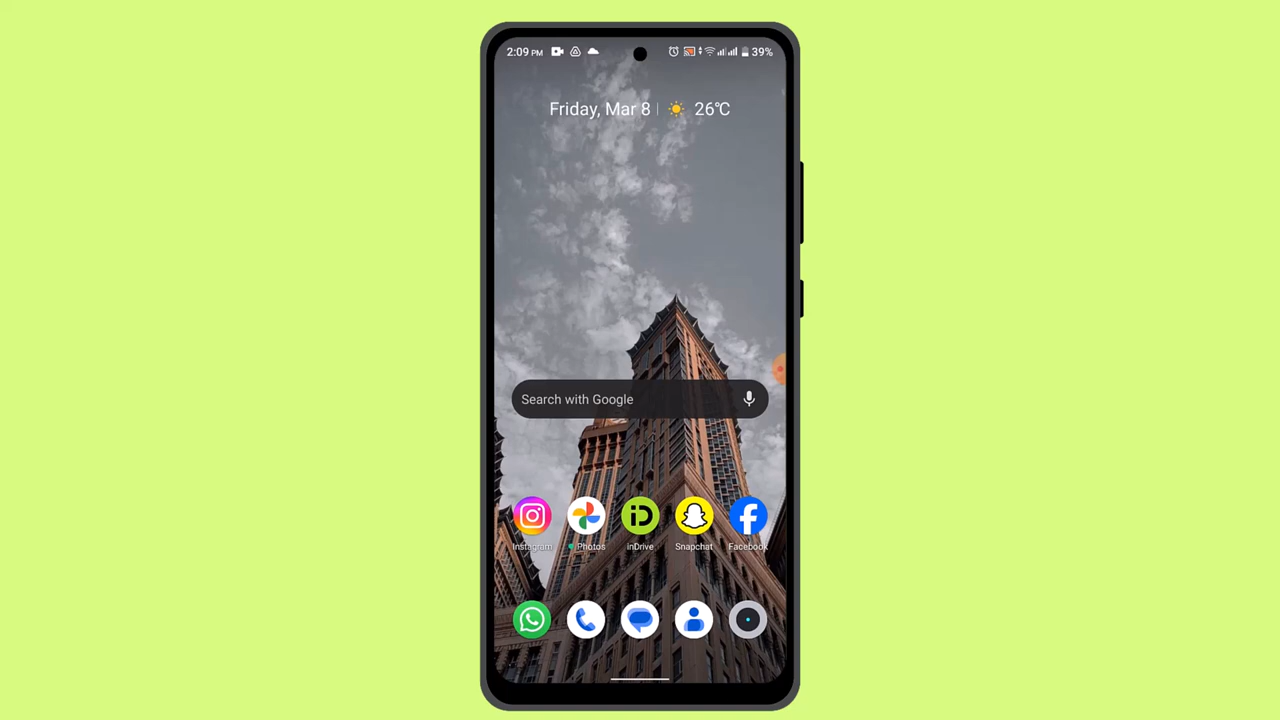 2:09 PM 39%
Friday, Mar 8 26°C
Search with Google
Instagram Photos inDrive Snapchat Facebook